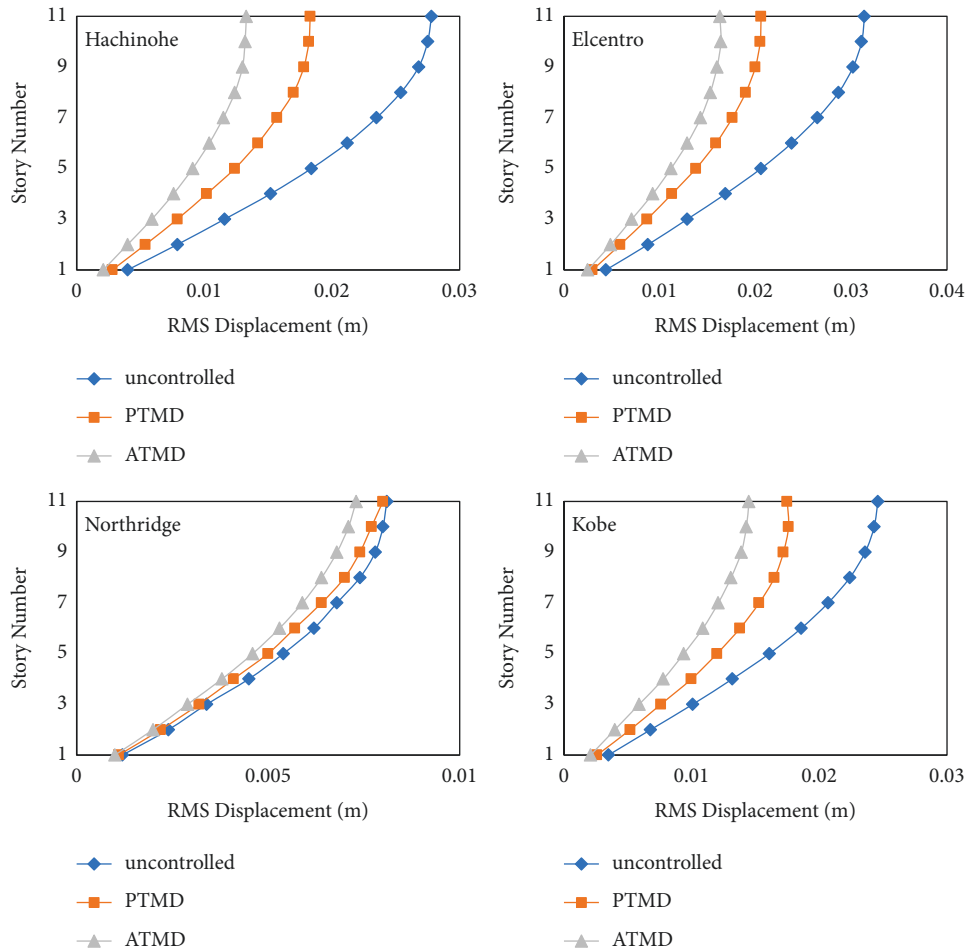 11
9
7
5
3
1
Story Number
Hachinohe
0
0.01
0.02
0.03
RMS Displacement (m)
uncontrolled
PTMD
ATMD
11
9
7
5
3
1
Story Number
Elcentro
0
0.01
0.02
0.03
0.04
RMS Displacement (m)
uncontrolled
PTMD
ATMD
11
9
7
5
3
1
Story Number
Northridge
0
0.005
0.01
RMS Displacement (m)
uncontrolled
PTMD
ATMD
11
9
7
5
3
1
Story Number
Kobe
0
0.01
0.02
0.03
RMS Displacement (m)
uncontrolled
PTMD
ATMD